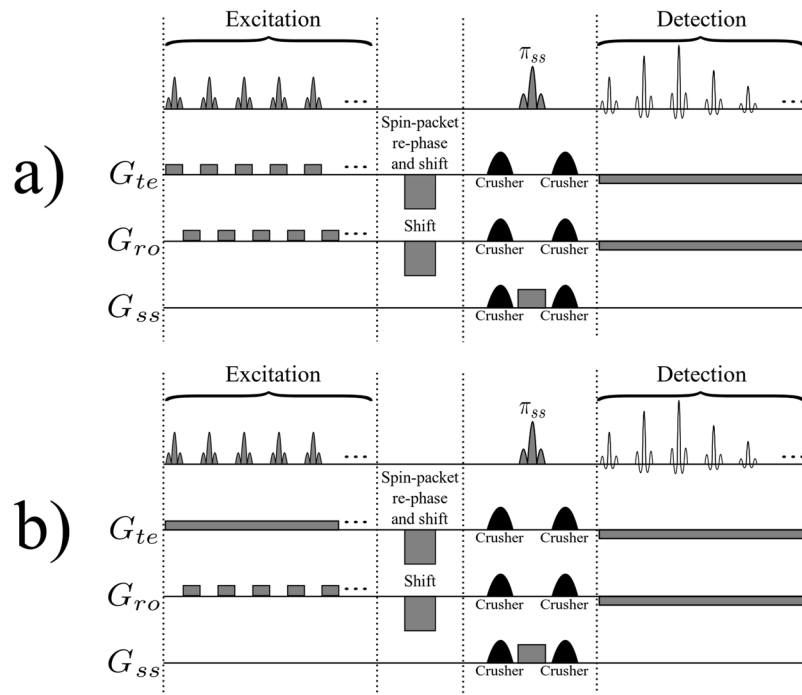 Excitation
Detection
π_ss
...
...
a)
Spin-packet
re-phase
and shift
G_te
...
Crusher Crusher
Shift
G_ro
...
Crusher Crusher
G_ss
Crusher Crusher
Excitation
Detection
π_ss
...
...
b)
Spin-packet
re-phase
and shift
G_te
...
Crusher Crusher
Shift
G_ro
...
Crusher Crusher
G_ss
Crusher Crusher